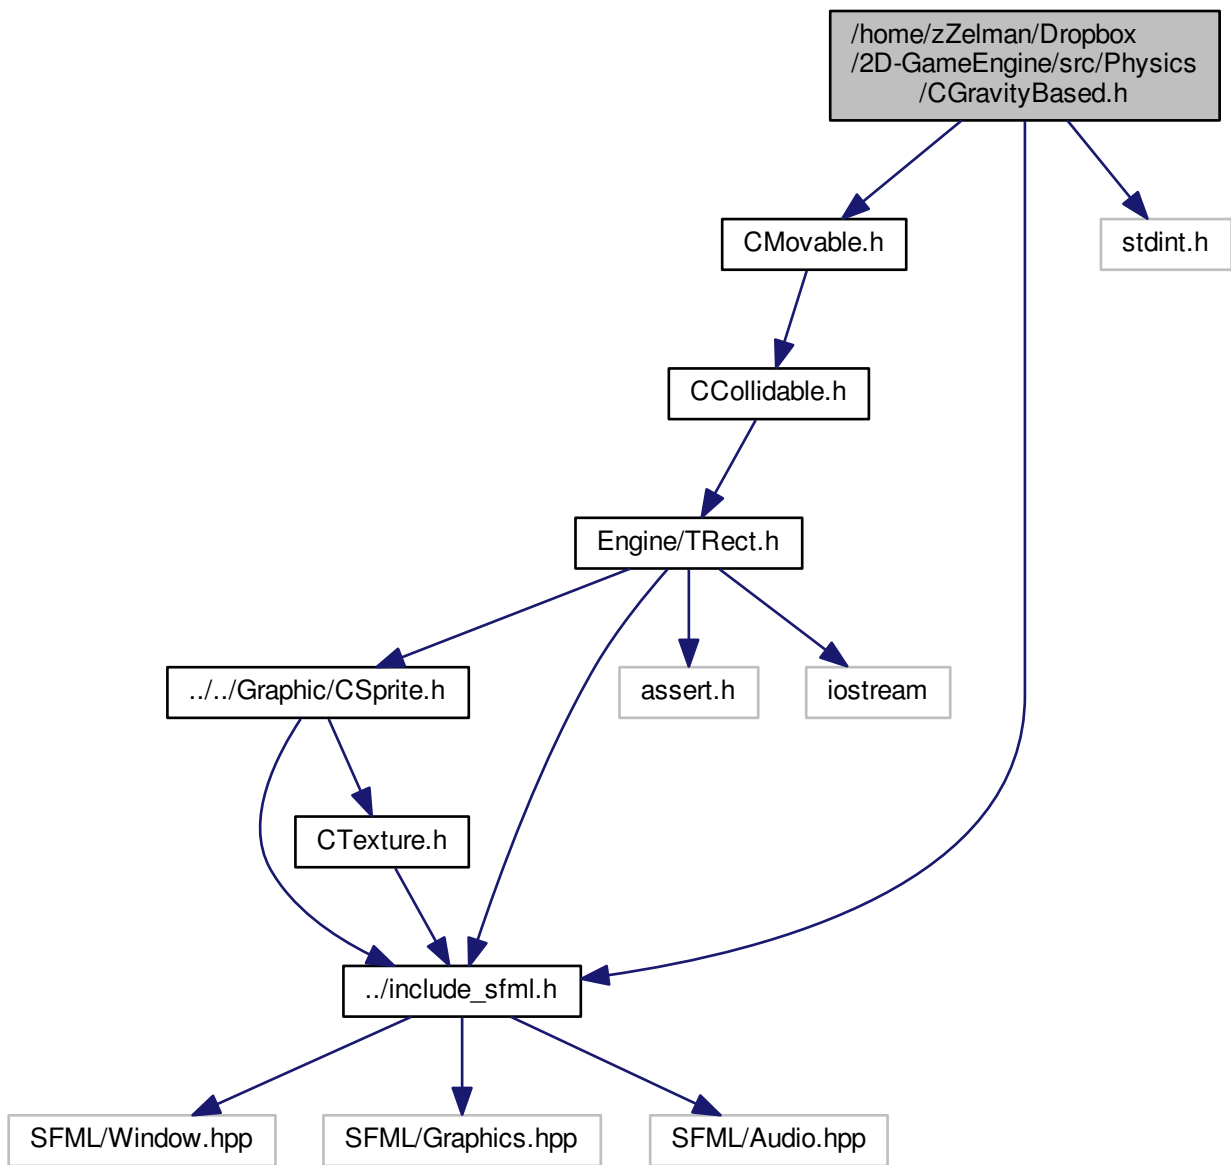 /home/zZelman/Dropbox
/2D-GameEngine/src/Physics
/CGravityBased.h
CMovable.h
stdint.h
CCollidable.h
Engine/TRect.h
../../Graphic/CSprite.h
assert.h
iostream
CTexture.h
../include_sfml.h
SFML/Window.hpp
SFML/Graphics.hpp
SFML/Audio.hpp